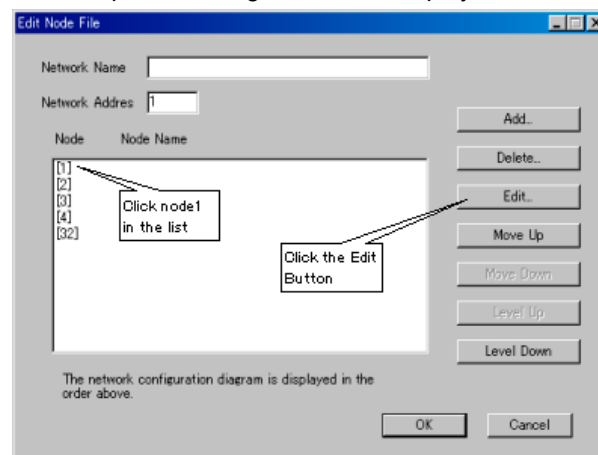 Edit Node File
Network Name
Network Addres 1
Add...
Node Node Name
Delete...
[1]
[2]
[3]
[4]
[32]
Click node1
in the list
Edit...
Click the Edit
Button
Move Up
Move Down
Level Up
Level Down
The network configuration diagram is displayed in the
order above.
OK Cancel